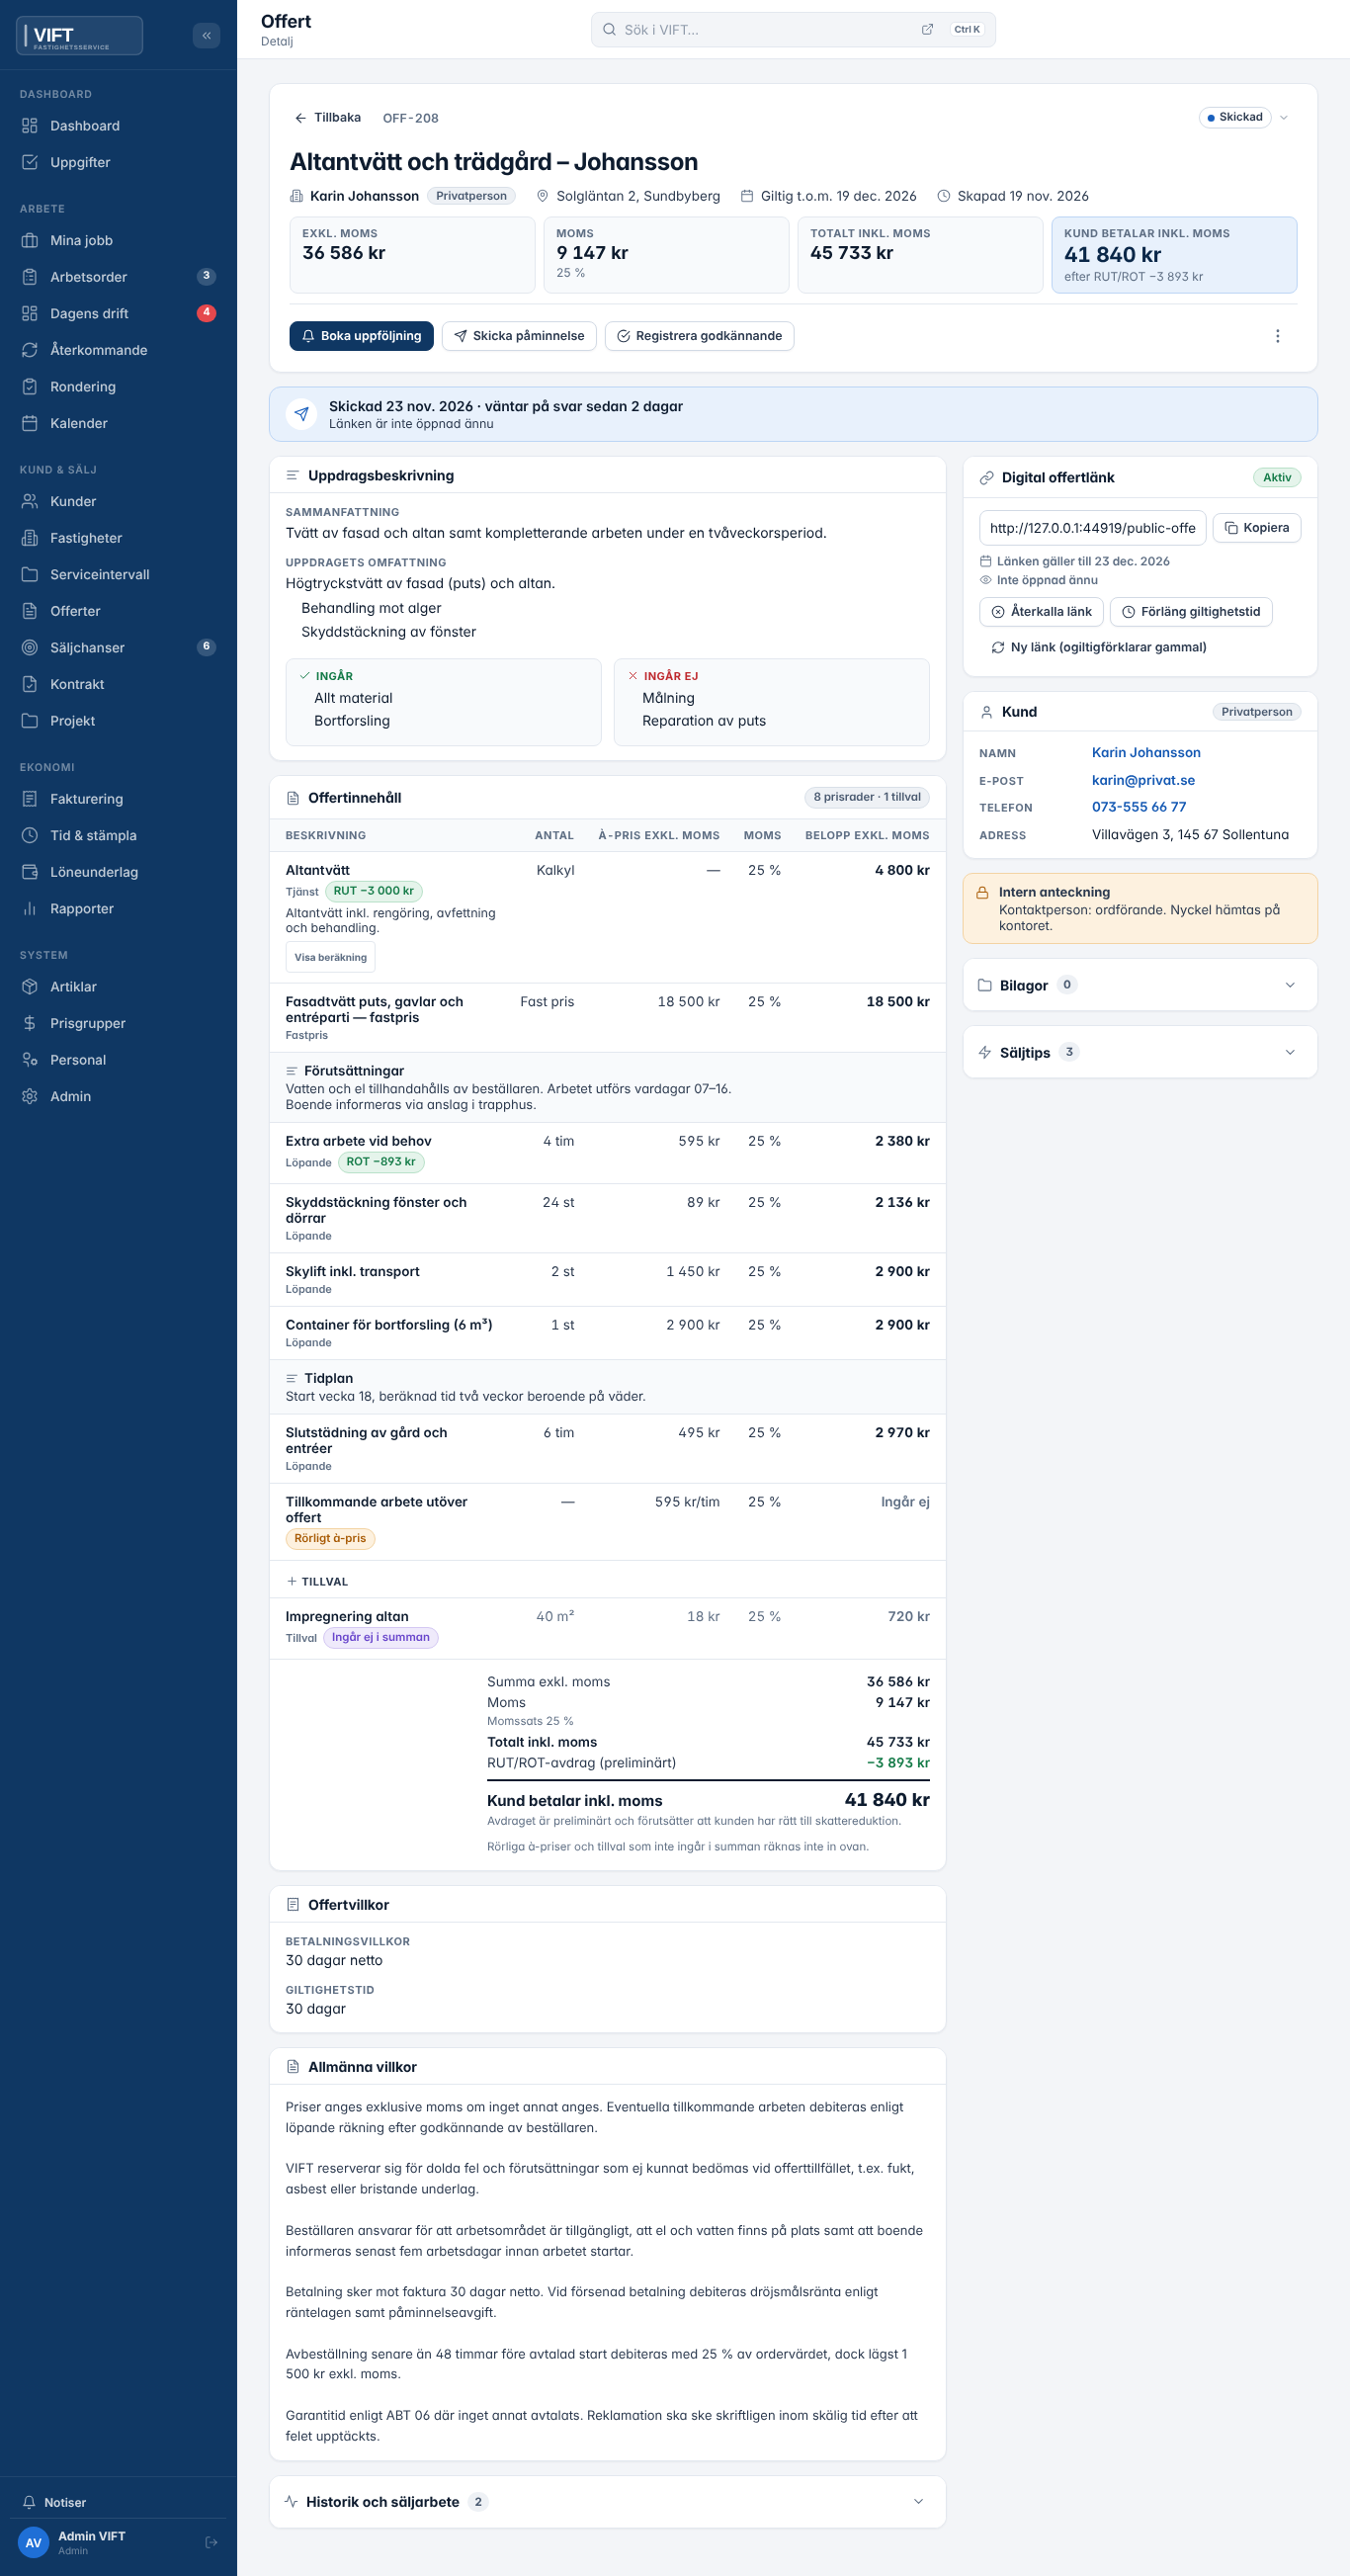 VIFT
FASTIGHETSSERVICE
DASHBOARD
Dashboard
Uppgifter
ARBETE
Mina jobb
Arbetsorder 3
Dagens drift 4
Återkommande
Rondering
Kalender
KUND & SÄLJ
Kunder
Fastigheter
Serviceintervall
Offerter
Säljchanser 6
Kontrakt
Projekt
EKONOMI
Fakturering
Tid & stämpla
Löneunderlag
Rapporter
SYSTEM
Artiklar
Prisgrupper
Personal
Admin
Notiser
AV
Admin VIFT
Admin
Offert
Detalj
Sök i VIFT... Ctrl K
Tillbaka OFF-208 Skickad
Altantvätt och trädgård – Johansson
Karin Johansson Privatperson Solgläntan 2, Sundbyberg Giltig t.o.m. 19 dec. 2026 Skapad 19 nov. 2026
EXKL. MOMS
36 586 kr
MOMS
9 147 kr
25 %
TOTALT INKL. MOMS
45 733 kr
KUND BETALAR INKL. MOMS
41 840 kr
efter RUT/ROT −3 893 kr
Boka uppföljning Skicka påminnelse Registrera godkännande
Skickad 23 nov. 2026 · väntar på svar sedan 2 dagar
Länken är inte öppnad ännu
Uppdragsbeskrivning
SAMMANFATTNING
Tvätt av fasad och altan samt kompletterande arbeten under en tvåveckorsperiod.
UPPDRAGETS OMFATTNING
Högtryckstvätt av fasad (puts) och altan.
Behandling mot alger
Skyddstäckning av fönster
INGÅR
Allt material
Bortforsling
INGÅR EJ
Målning
Reparation av puts
Offertinnehåll 8 prisrader · 1 tillval
BESKRIVNING ANTAL À-PRIS EXKL. MOMS MOMS BELOPP EXKL. MOMS
Altantvätt Kalkyl — 25 % 4 800 kr
Tjänst RUT −3 000 kr
Altantvätt inkl. rengöring, avfettning
och behandling.
Visa beräkning
Fasadtvätt puts, gavlar och Fast pris 18 500 kr 25 % 18 500 kr
entréparti — fastpris
Fastpris
Förutsättningar
Vatten och el tillhandahålls av beställaren. Arbetet utförs vardagar 07–16.
Boende informeras via anslag i trapphus.
Extra arbete vid behov 4 tim 595 kr 25 % 2 380 kr
Löpande ROT −893 kr
Skyddstäckning fönster och 24 st 89 kr 25 % 2 136 kr
dörrar
Löpande
Skylift inkl. transport 2 st 1 450 kr 25 % 2 900 kr
Löpande
Container för bortforsling (6 m³) 1 st 2 900 kr 25 % 2 900 kr
Löpande
Tidplan
Start vecka 18, beräknad tid två veckor beroende på väder.
Slutstädning av gård och 6 tim 495 kr 25 % 2 970 kr
entréer
Löpande
Tillkommande arbete utöver — 595 kr/tim 25 % Ingår ej
offert
Rörligt à-pris
TILLVAL
Impregnering altan 40 m² 18 kr 25 % 720 kr
Tillval Ingår ej i summan
Summa exkl. moms 36 586 kr
Moms 9 147 kr
Momssats 25 %
Totalt inkl. moms 45 733 kr
RUT/ROT-avdrag (preliminärt) −3 893 kr
Kund betalar inkl. moms 41 840 kr
Avdraget är preliminärt och förutsätter att kunden har rätt till skattereduktion.
Rörliga à-priser och tillval som inte ingår i summan räknas inte in ovan.
Offertvillkor
BETALNINGSVILLKOR
30 dagar netto
GILTIGHETSTID
30 dagar
Allmänna villkor
Priser anges exklusive moms om inget annat anges. Eventuella tillkommande arbeten debiteras enligt
löpande räkning efter godkännande av beställaren.
VIFT reserverar sig för dolda fel och förutsättningar som ej kunnat bedömas vid offerttillfället, t.ex. fukt,
asbest eller bristande underlag.
Beställaren ansvarar för att arbetsområdet är tillgängligt, att el och vatten finns på plats samt att boende
informeras senast fem arbetsdagar innan arbetet startar.
Betalning sker mot faktura 30 dagar netto. Vid försenad betalning debiteras dröjsmålsränta enligt
räntelagen samt påminnelseavgift.
Avbeställning senare än 48 timmar före avtalad start debiteras med 25 % av ordervärdet, dock lägst 1
500 kr exkl. moms.
Garantitid enligt ABT 06 där inget annat avtalats. Reklamation ska ske skriftligen inom skälig tid efter att
felet upptäckts.
Historik och säljarbete 2
Digital offertlänk Aktiv
http://127.0.0.1:44919/public-offe Kopiera
Länken gäller till 23 dec. 2026
Inte öppnad ännu
Återkalla länk Förläng giltighetstid
Ny länk (ogiltigförklarar gammal)
Kund Privatperson
NAMN Karin Johansson
E-POST karin@privat.se
TELEFON 073-555 66 77
ADRESS Villavägen 3, 145 67 Sollentuna
Intern anteckning
Kontaktperson: ordförande. Nyckel hämtas på
kontoret.
Bilagor 0
Säljtips 3